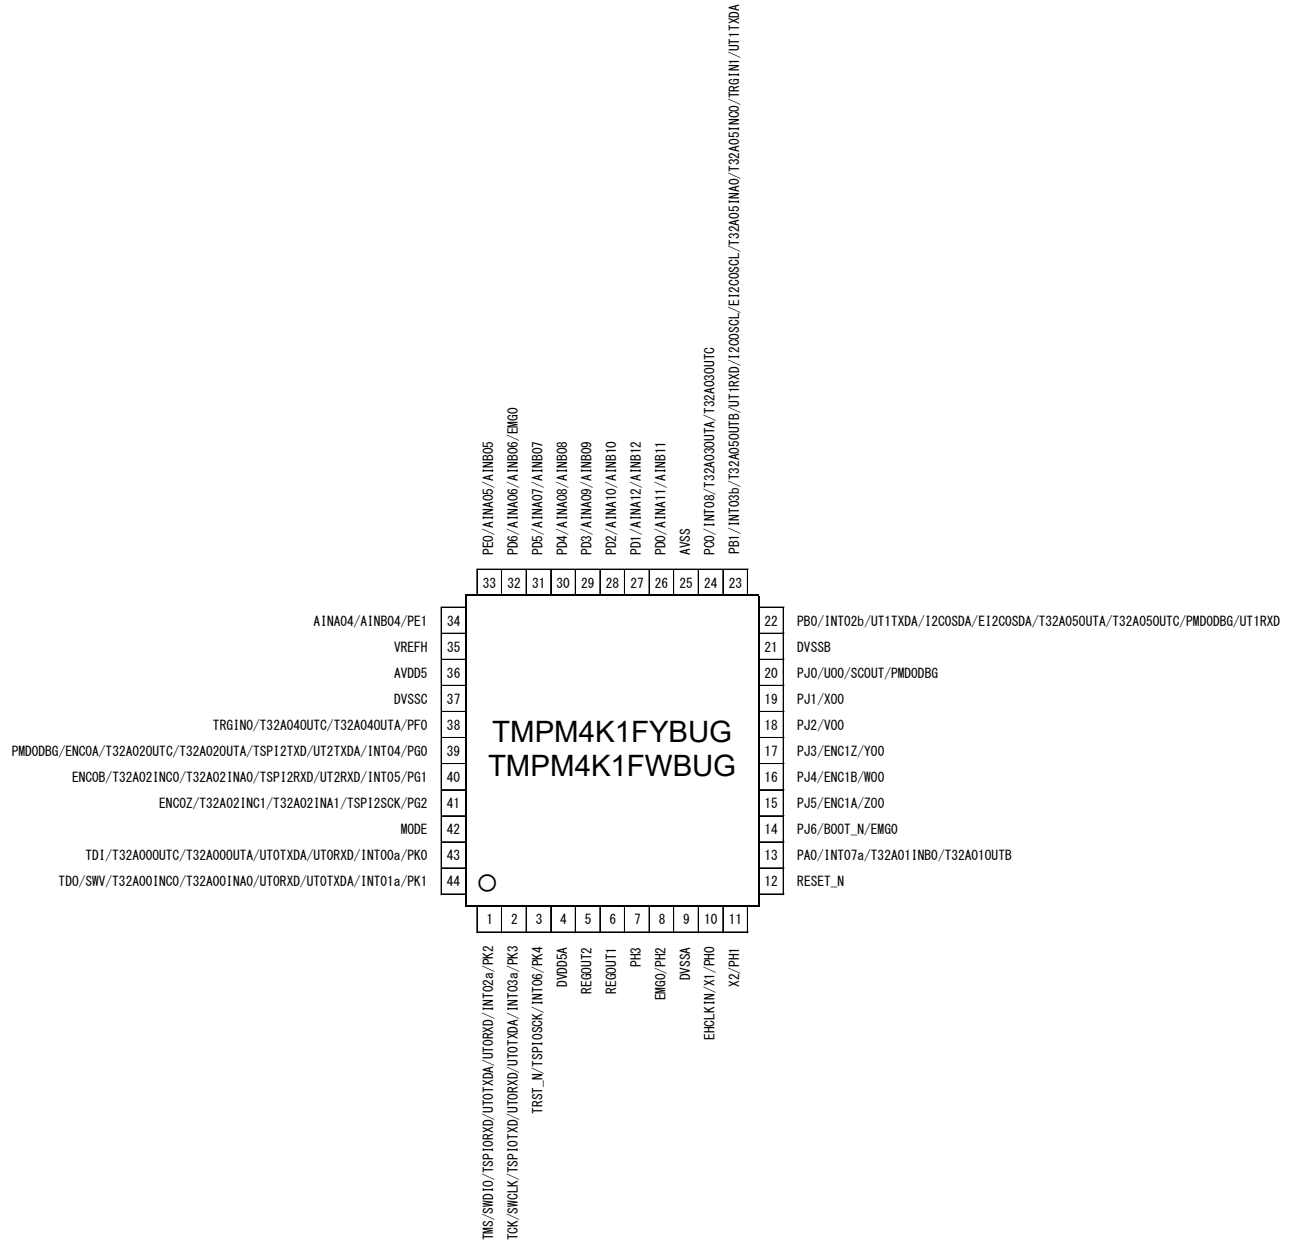 PB1/INT03b/T32A05OUTB/UT1RXD/I2C0SCL/EI2C0SCL/T32A05INA0/T32A05INC0/TRGIN1/UT1TXDA
PC0/INT08/T32A03OUTA/T32A03OUTC
AVSS
PD0/AINA11/AINB11
PD1/AINA12/AINB12
PD2/AINA10/AINB10
PD3/AINA09/AINB09
PD4/AINA08/AINB08
PD5/AINA07/AINB07
PD6/AINA06/AINB06/EMG0
PE0/AINA05/AINB05
33 32 31 30 29 28 27 26 25 24 23
AINA04/AINB04/PE1 34
VREFH 35
AVDD5 36
DVSSC 37
TRGIN0/T32A04OUTC/T32A04OUTA/PF0 38
PMD0DBG/ENC0A/T32A02OUTC/T32A02OUTA/TSPI2TXD/UT2TXDA/INT04/PG0 39
ENC0B/T32A02INC0/T32A02INA0/TSPI2RXD/UT2RXD/INT05/PG1 40
ENC0Z/T32A02INC1/T32A02INA1/TSPI2SCK/PG2 41
MODE 42
TDI/T32A00OUTC/T32A00OUTA/UT0TXDA/UT0RXD/INT00a/PK0 43
TDO/SWV/T32A00INC0/T32A00INA0/UT0RXD/UT0TXDA/INT01a/PK1 44
TMPM4K1FYBUG
TMPM4K1FWBUG
22 PB0/INT02b/UT1TXDA/I2C0SDA/EI2C0SDA/T32A05OUTA/T32A05OUTC/PMD0DBG/UT1RXD
21 DVSSB
20 PJ0/UO0/SCOUT/PMD0DBG
19 PJ1/XO0
18 PJ2/VO0
17 PJ3/ENC1Z/YO0
16 PJ4/ENC1B/WO0
15 PJ5/ENC1A/ZO0
14 PJ6/BOOT_N/EMG0
13 PA0/INT07a/T32A01INB0/T32A01OUTB
12 RESET_N
1 2 3 4 5 6 7 8 9 10 11
TMS/SWDIO/TSPI0RXD/UT0TXDA/UT0RXD/INT02a/PK2
TCK/SWCLK/TSPI0TXD/UT0RXD/UT0TXDA/INT03a/PK3
TRST_N/TSPI0SCK/INT06/PK4
DVDD5A
REGOUT2
REGOUT1
PH3
EMG0/PH2
DVSSA
EHCLKIN/X1/PH0
X2/PH1